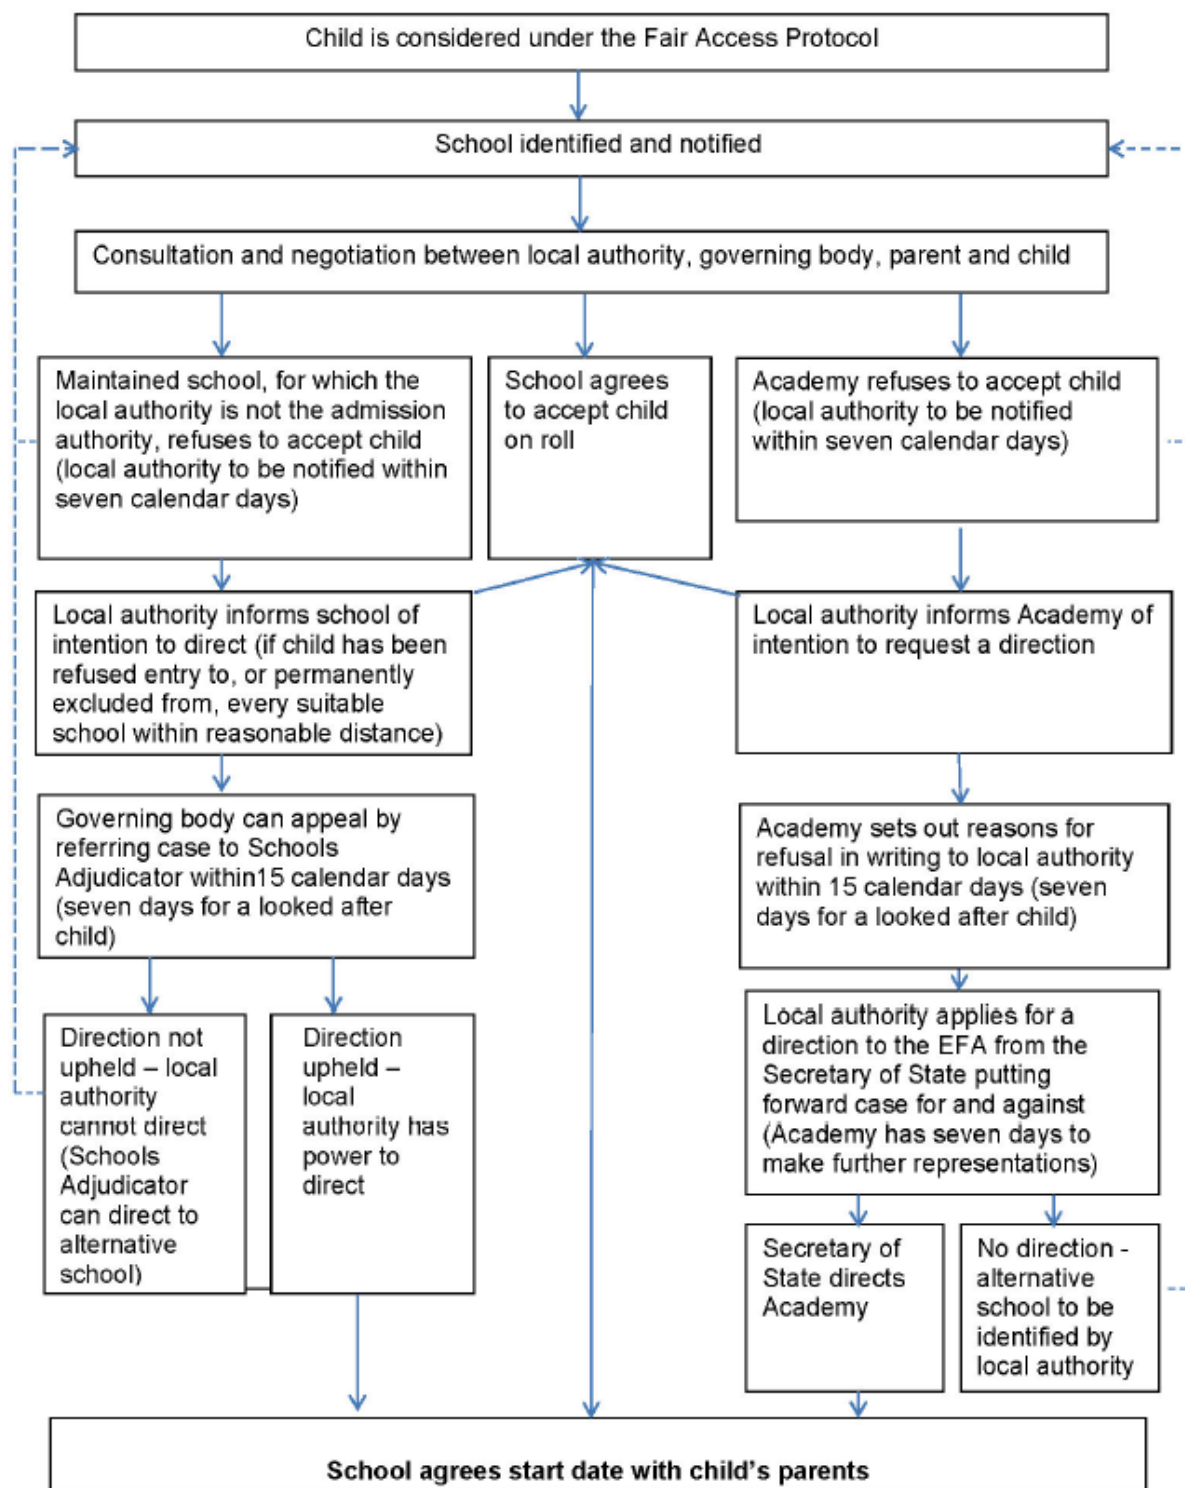 Child is considered under the Fair Access Protocol
School identified and notified
Consultation and negotiation between local authority, governing body, parent and child
Maintained school, for which the
local authority is not the admission
authority, refuses to accept child
(local authority to be notified within
seven calendar days)
School agrees
to accept child
on roll
Academy refuses to accept child
(local authority to be notified
within seven calendar days)
Local authority informs school of
intention to direct (if child has been
refused entry to, or permanently
excluded from, every suitable
school within reasonable distance)
Local authority informs Academy of
intention to request a direction
Governing body can appeal by
referring case to Schools
Adjudicator within15 calendar days
(seven days for a looked after
child)
Academy sets out reasons for
refusal in writing to local authority
within 15 calendar days (seven
days for a looked after child)
Direction not
upheld – local
authority
cannot direct
(Schools
Adjudicator
can direct to
alternative
school)
Direction
upheld –
local
authority has
power to
direct
Local authority applies for a
direction to the EFA from the
Secretary of State putting
forward case for and against
(Academy has seven days to
make further representations)
Secretary of
State directs
Academy
No direction -
alternative
school to be
identified by
local authority
School agrees start date with child's parents